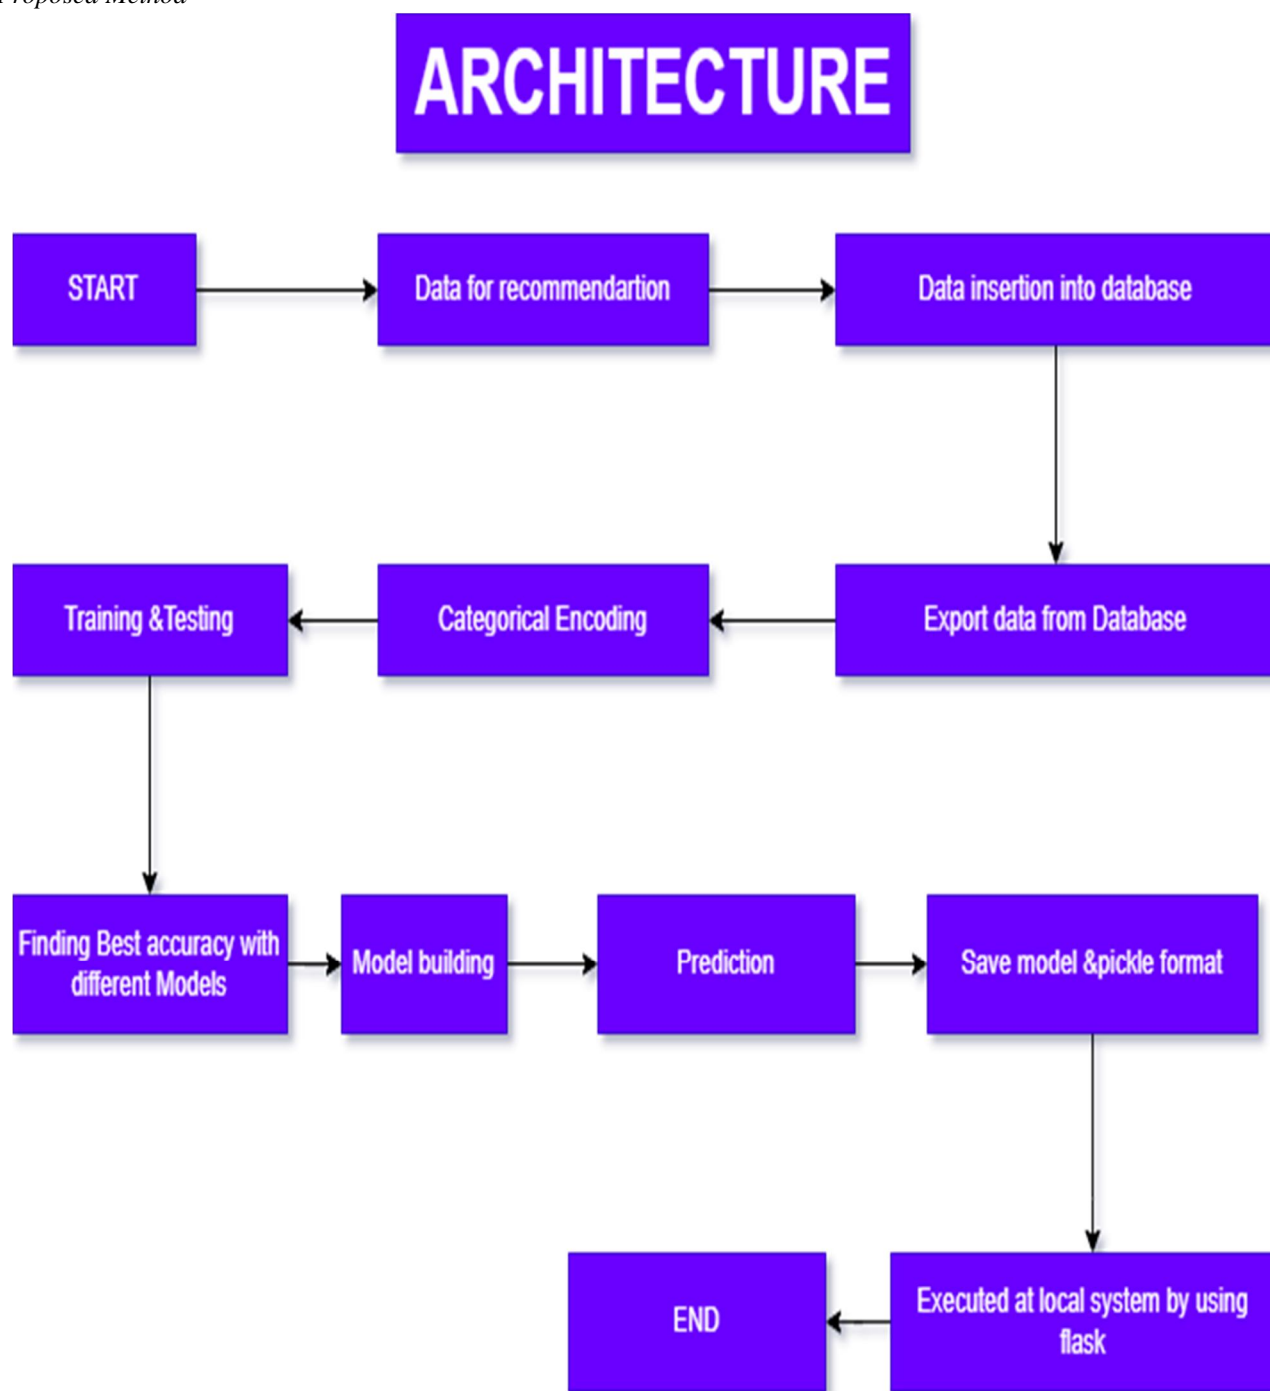 Proposed Method
ARCHITECTURE
START
Data for recommendartion
Data insertion into database
Export data from Database
Categorical Encoding
Training &Testing
Finding Best accuracy with
different Models
Model building
Prediction
Save model &pickle format
Executed at local system by using
flask
END